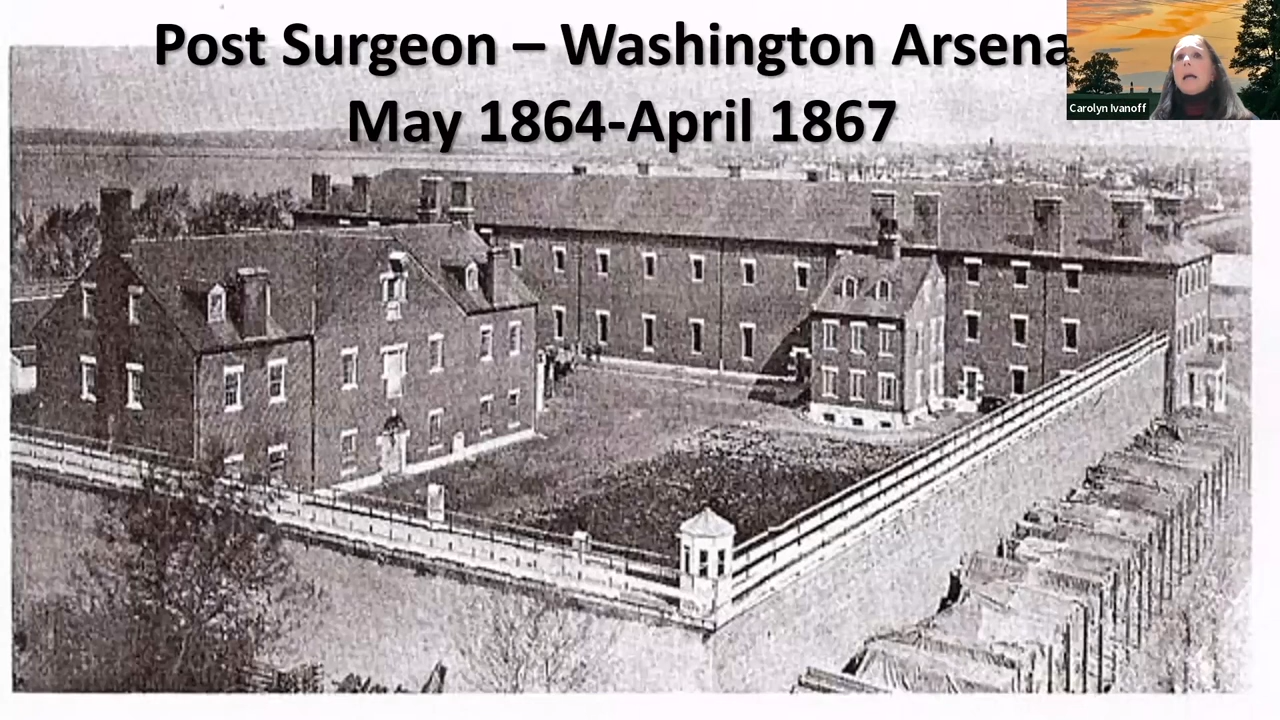 Post Surgeon – Washington Arsena
May 1864-April 1867
Carolyn Ivanoff